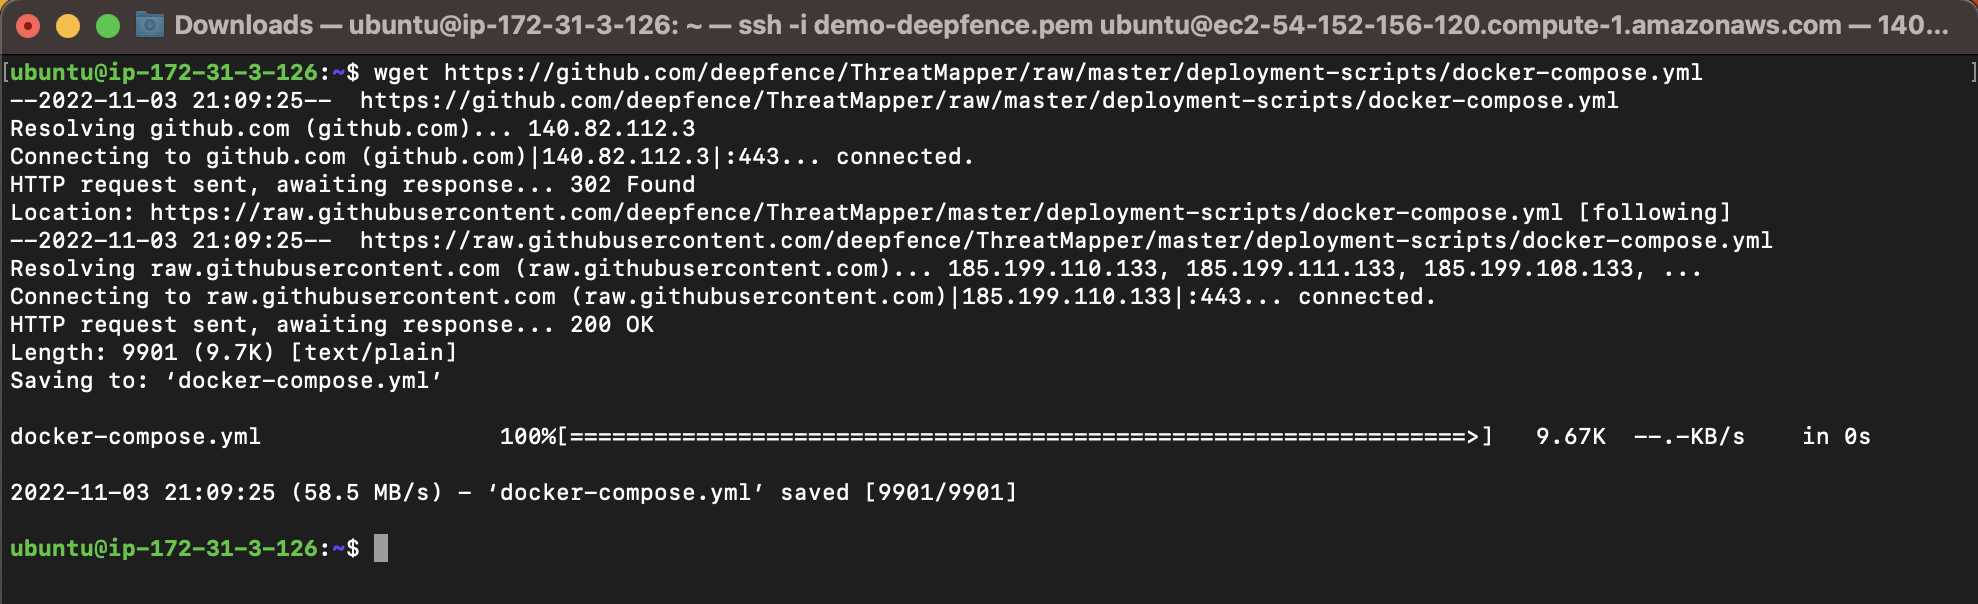 Downloads — ubuntu@ip-172-31-3-126: ~ — ssh -i demo-deepfence.pem ubuntu@ec2-54-152-156-120.compute-1.amazonaws.com — 140...
[ubuntu@ip-172-31-3-126:~$ wget https://github.com/deepfence/ThreatMapper/raw/master/deployment-scripts/docker-compose.yml ]
--2022-11-03 21:09:25--  https://github.com/deepfence/ThreatMapper/raw/master/deployment-scripts/docker-compose.yml
Resolving github.com (github.com)... 140.82.112.3
Connecting to github.com (github.com)|140.82.112.3|:443... connected.
HTTP request sent, awaiting response... 302 Found
Location: https://raw.githubusercontent.com/deepfence/ThreatMapper/master/deployment-scripts/docker-compose.yml [following]
--2022-11-03 21:09:25--  https://raw.githubusercontent.com/deepfence/ThreatMapper/master/deployment-scripts/docker-compose.yml
Resolving raw.githubusercontent.com (raw.githubusercontent.com)... 185.199.110.133, 185.199.111.133, 185.199.108.133, ...
Connecting to raw.githubusercontent.com (raw.githubusercontent.com)|185.199.110.133|:443... connected.
HTTP request sent, awaiting response... 200 OK
Length: 9901 (9.7K) [text/plain]
Saving to: ‘docker-compose.yml’
docker-compose.yml                 100%[================================================================>]   9.67K  --.-KB/s    in 0s
2022-11-03 21:09:25 (58.5 MB/s) - ‘docker-compose.yml’ saved [9901/9901]
ubuntu@ip-172-31-3-126:~$